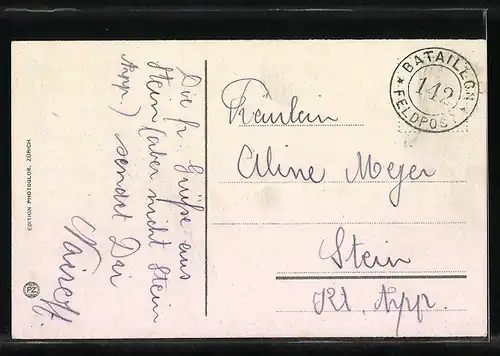 Die h. Grüße aus
Stein (aber nicht Stein
App.) sendet Dir
EDITION PHOTOGLOB, ZÜRICH
BATAILLON
142
* FELDPOST *
Fräulein
Aline Meyer
Stein
Kt. App.